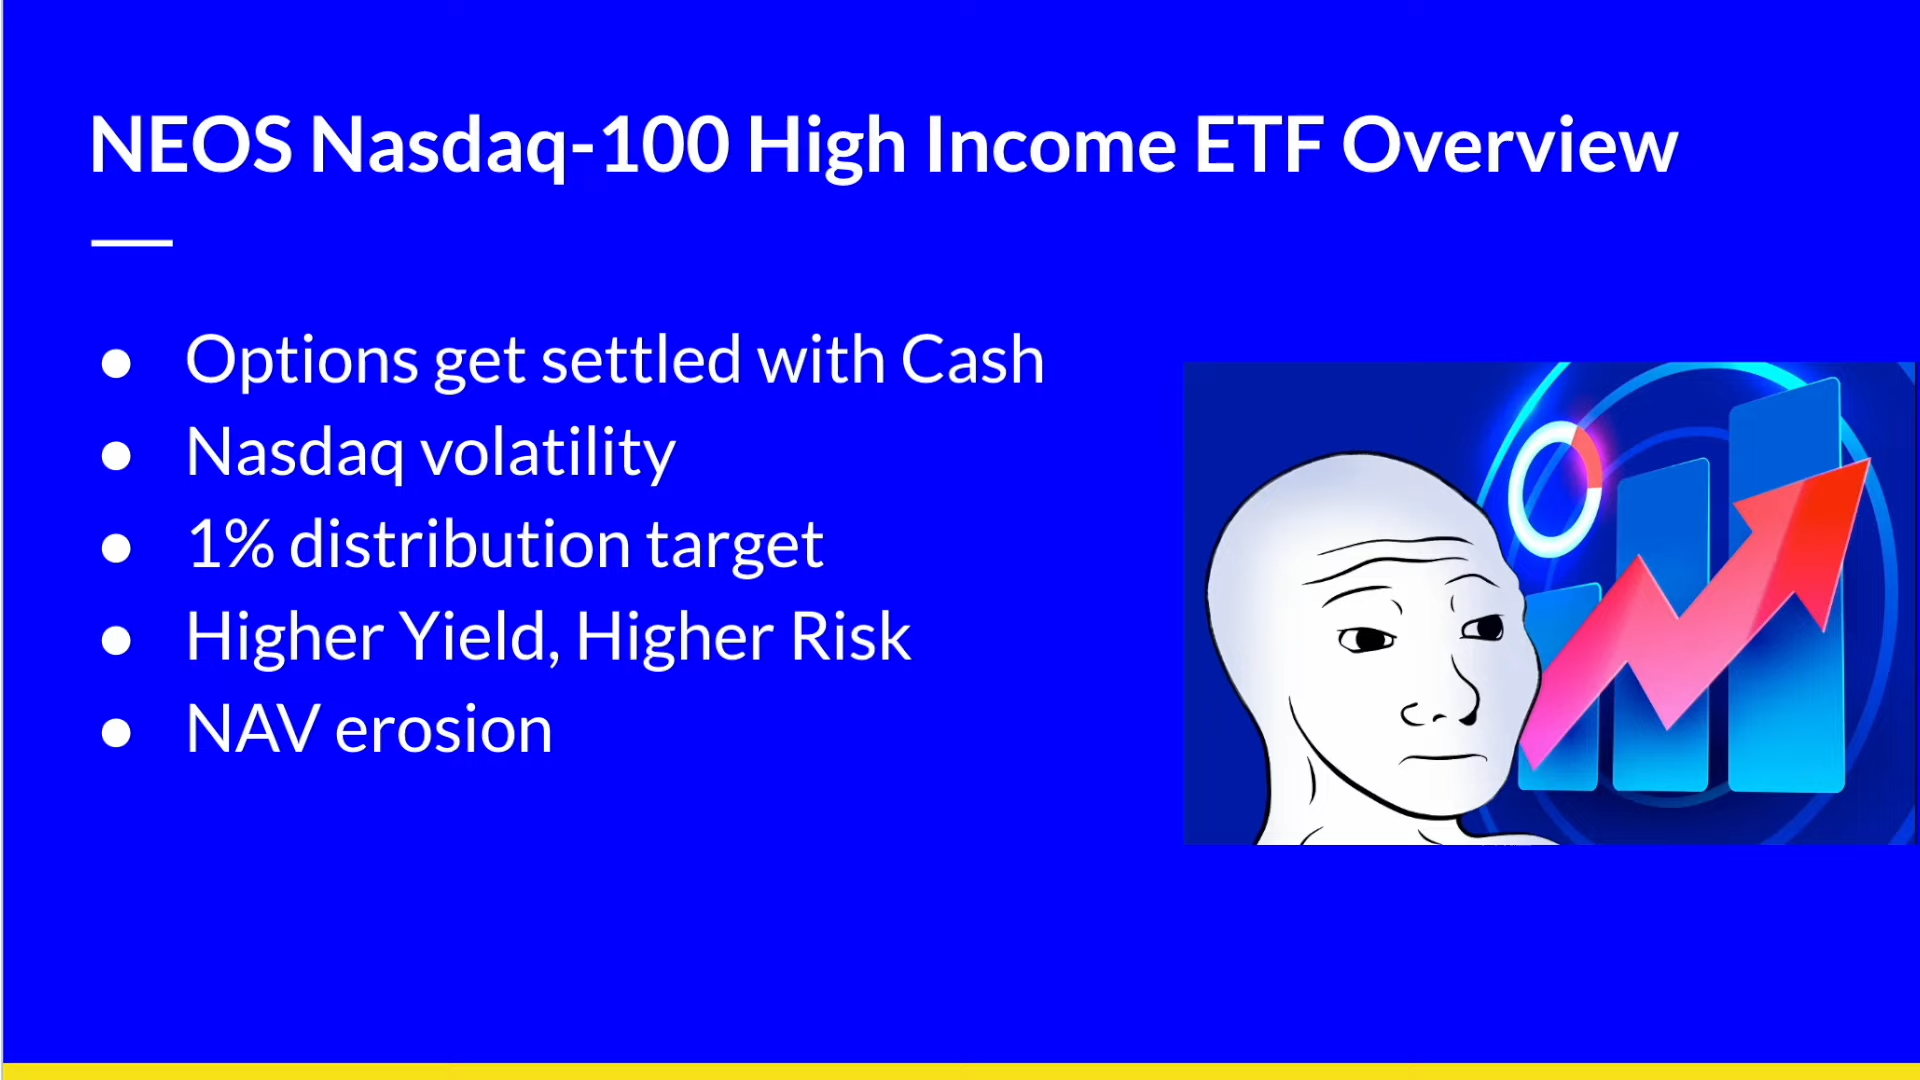 NEOS Nasdaq-100 High Income ETF Overview
● Options get settled with Cash
● Nasdaq volatility
● 1% distribution target
● Higher Yield, Higher Risk
● NAV erosion